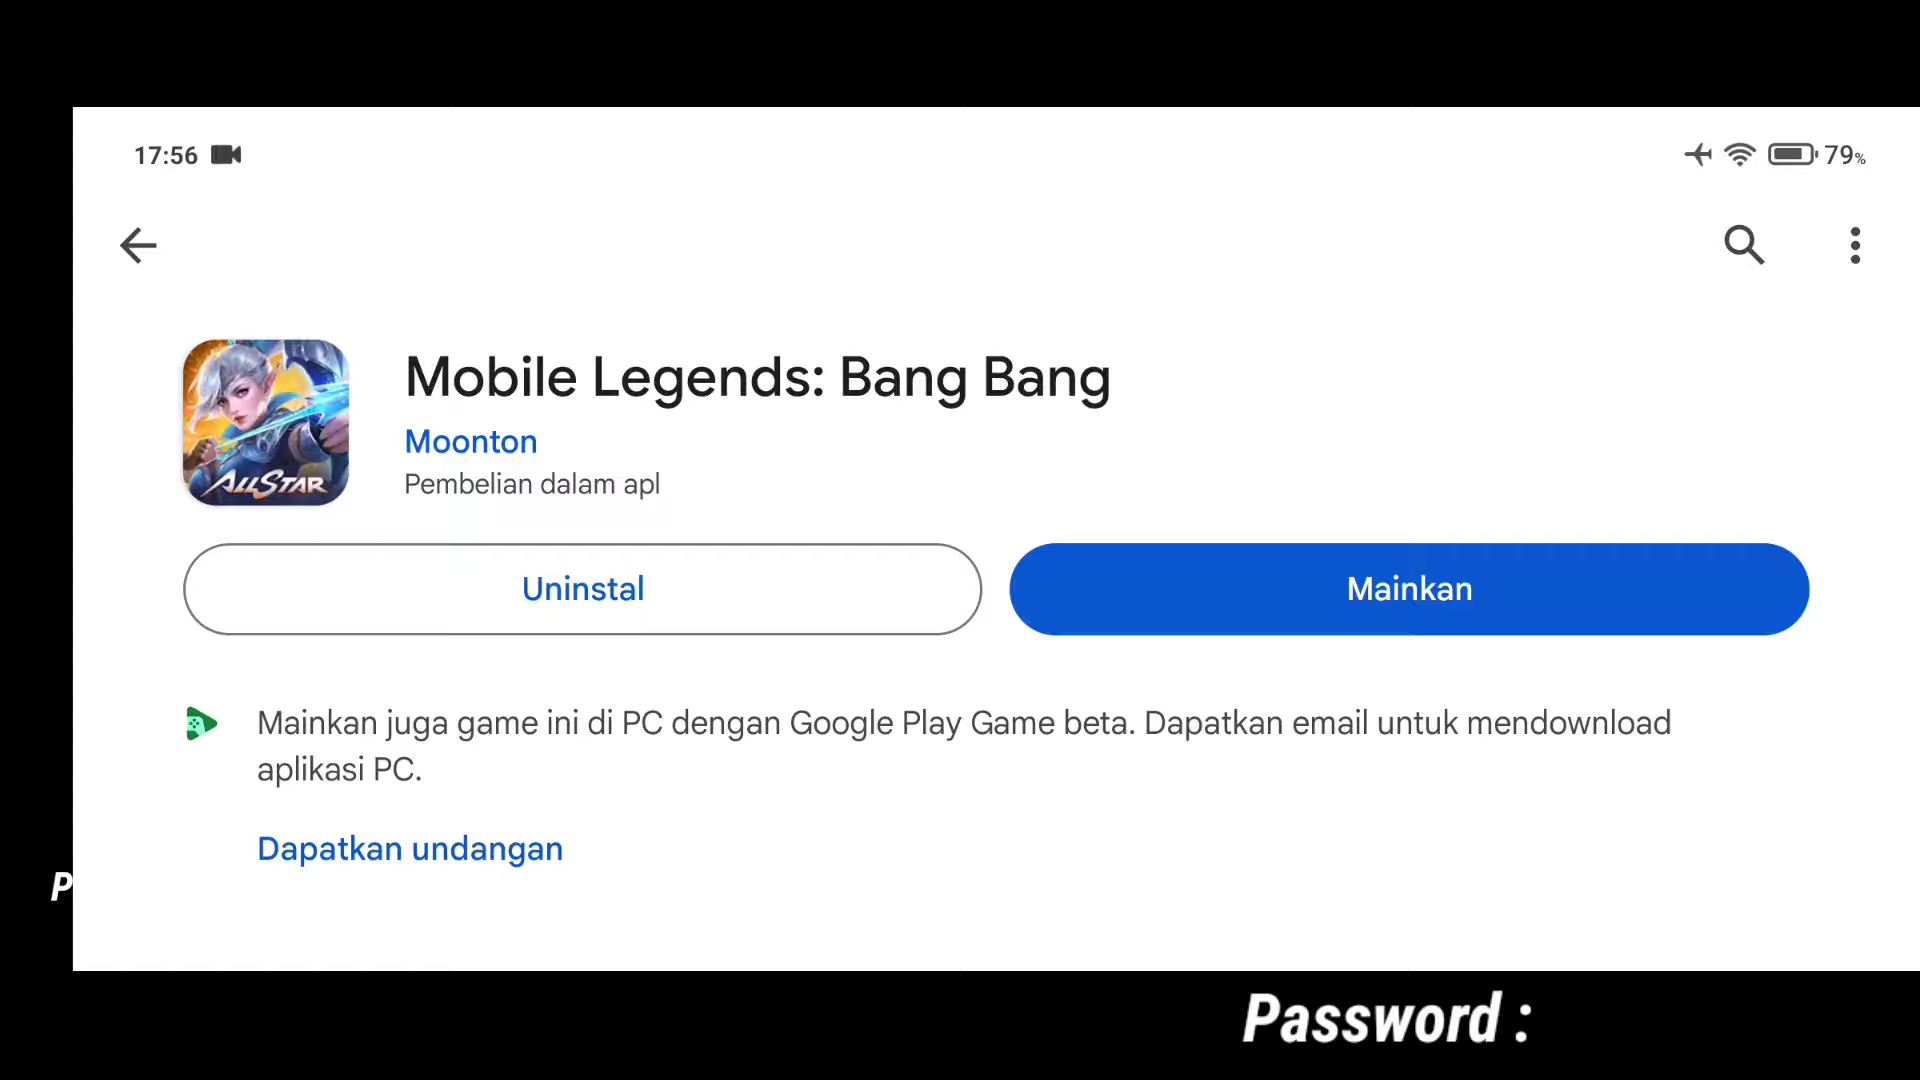 17:56
79%
Mobile Legends: Bang Bang
Moonton
Pembelian dalam apl
ALLSTAR
Uninstal
Mainkan
Mainkan juga game ini di PC dengan Google Play Game beta. Dapatkan email untuk mendownload
aplikasi PC.
Dapatkan undangan
P
Password :